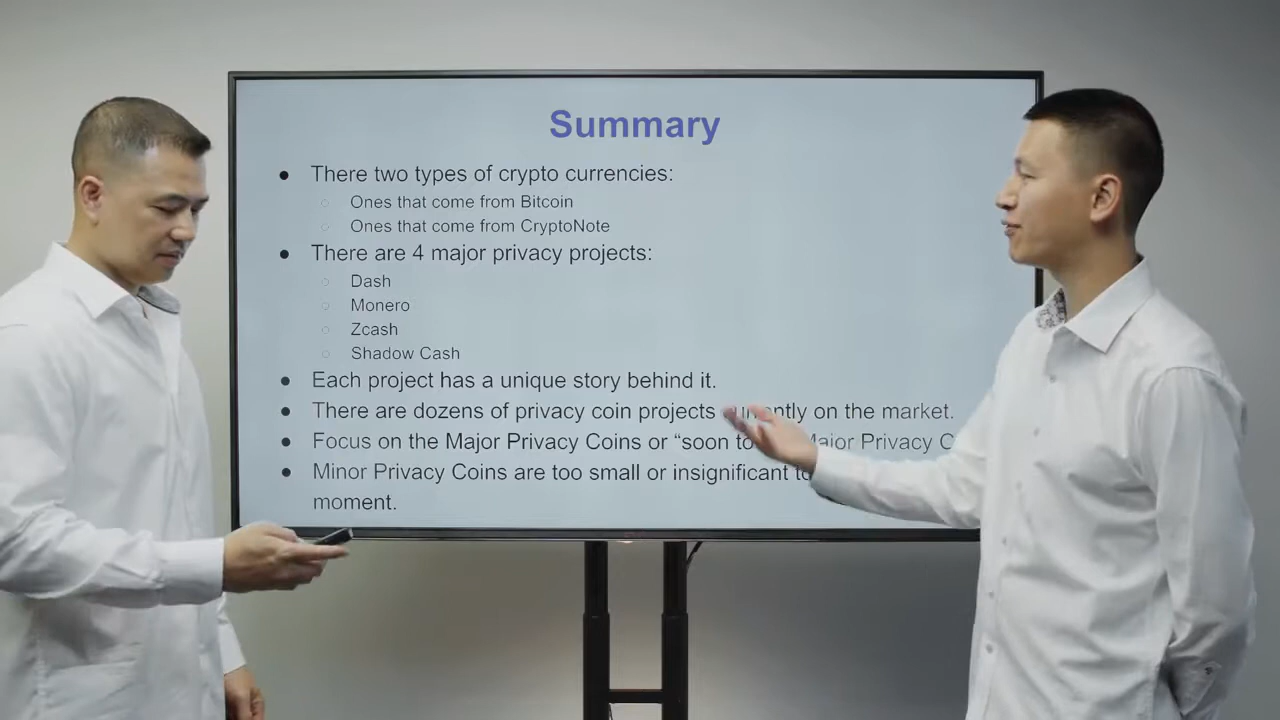 Summary
● There two types of crypto currencies:
○ Ones that come from Bitcoin
○ Ones that come from CryptoNote
● There are 4 major privacy projects:
○ Dash
○ Monero
○ Zcash
○ Shadow Cash
● Each project has a unique story behind it.
● There are dozens of privacy coin projects on the market.
● Focus on the Major Privacy Coins or “soon to Major Privacy
● Minor Privacy Coins are too small or insignificant
moment.